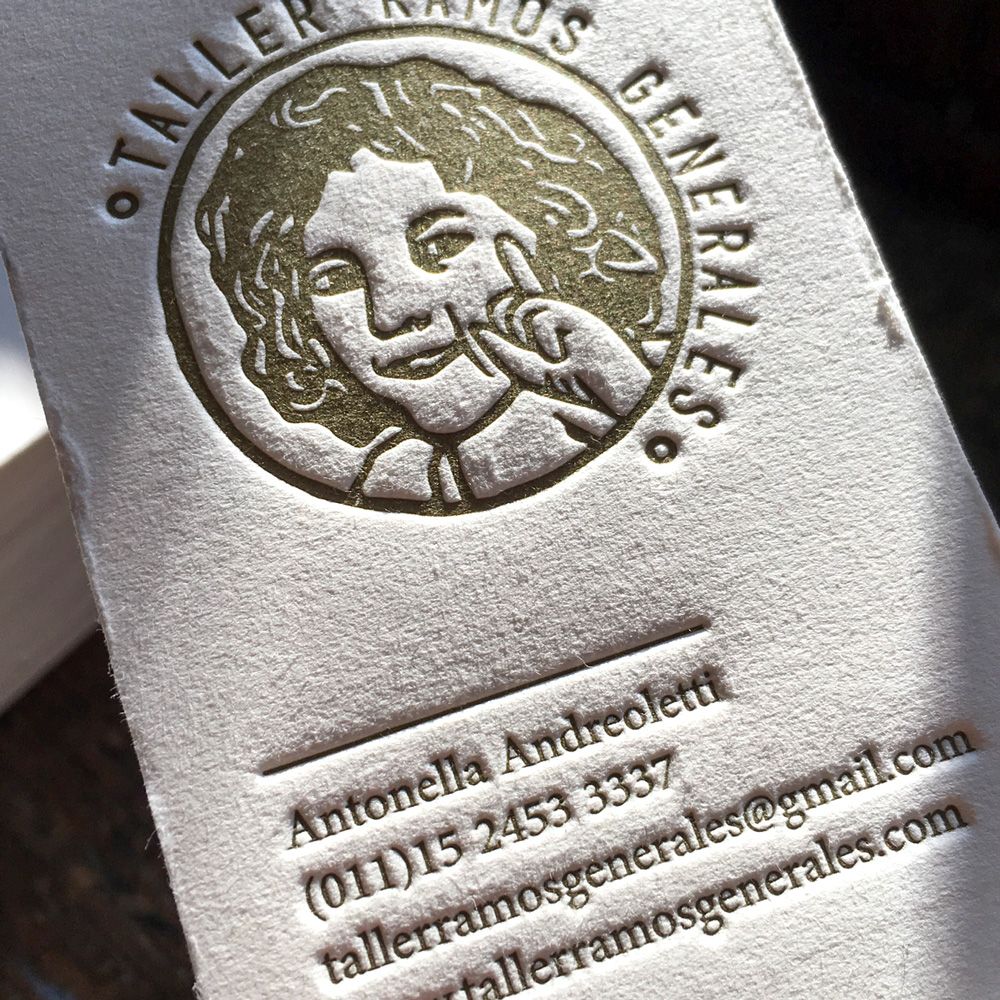 TALLER RAMOS GENERALES
Antonella Andreoletti
(011)15 2453 3337
tallerramosgenerales@gmail.com
.tallerramosgenerales.com